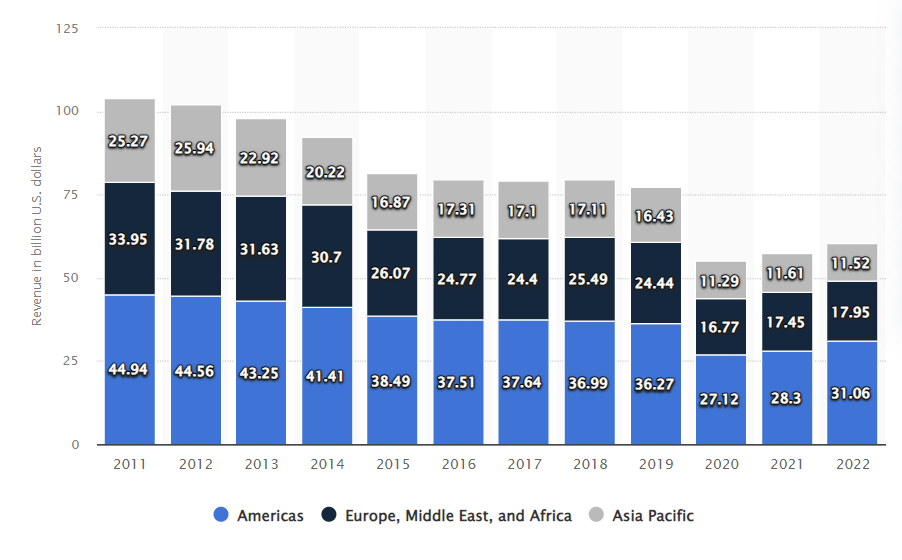 125
100
75
50
25
0
Revenue in billion U.S. dollars
25.27 25.94 22.92 20.22 16.87 17.31 17.1 17.11 16.43 11.29 11.61 11.52
33.95 31.78 31.63 30.7 26.07 24.77 24.4 25.49 24.44 16.77 17.45 17.95
44.94 44.56 43.25 41.41 38.49 37.51 37.64 36.99 36.27 27.12 28.3 31.06
2011 2012 2013 2014 2015 2016 2017 2018 2019 2020 2021 2022
Americas Europe, Middle East, and Africa Asia Pacific